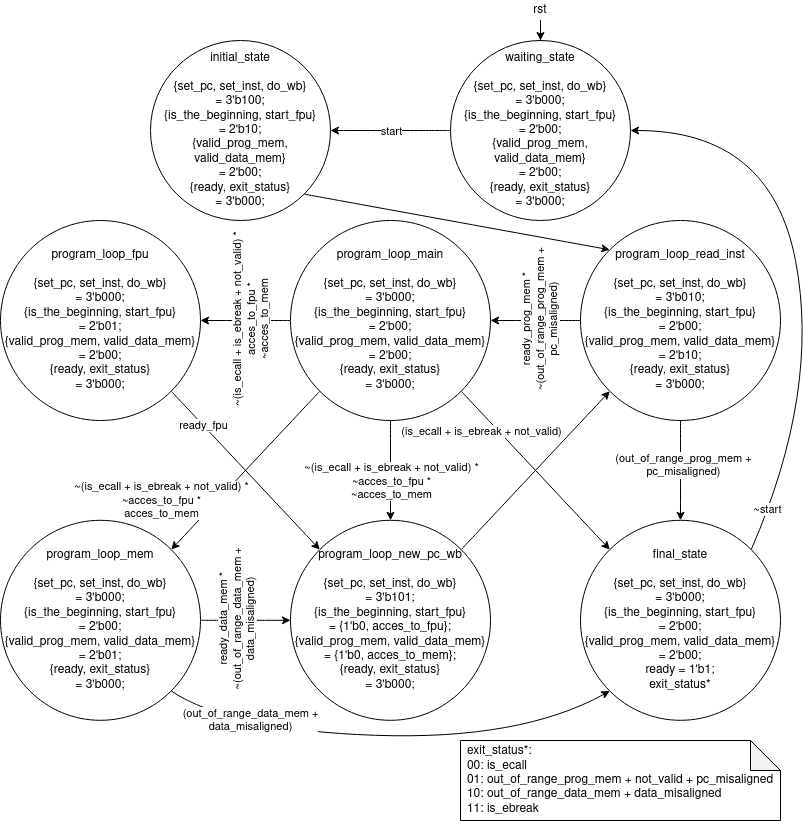 rst
initial_state
{set_pc, set_inst, do_wb}
= 3'b100;
{is_the_beginning, start_fpu}
= 2'b10;
{valid_prog_mem,
valid_data_mem}
= 2'b00;
{ready, exit_status}
= 3'b000;
start
waiting_state
{set_pc, set_inst, do_wb}
= 3'b000;
{is_the_beginning, start_fpu}
= 2'b00;
{valid_prog_mem,
valid_data_mem}
= 2'b00;
{ready, exit_status}
= 3'b000;
program_loop_fpu
{set_pc, set_inst, do_wb}
= 3'b000;
{is_the_beginning, start_fpu}
= 2'b01;
{valid_prog_mem, valid_data_mem}
= 2'b00;
{ready, exit_status}
= 3'b000;
~(is_ecall + is_ebreak + not_valid) *
acces_to_fpu *
~acces_to_mem
program_loop_main
{set_pc, set_inst, do_wb}
= 3'b000;
{is_the_beginning, start_fpu}
= 2'b00;
{valid_prog_mem, valid_data_mem}
= 2'b00;
{ready, exit_status}
= 3'b000;
ready_prog_mem *
~(out_of_range_prog_mem +
pc_misaligned)
program_loop_read_inst
{set_pc, set_inst, do_wb}
= 3'b010;
{is_the_beginning, start_fpu}
= 2'b00;
{valid_prog_mem, valid_data_mem}
= 2'b10;
{ready, exit_status}
= 3'b000;
ready_fpu
(is_ecall + is_ebreak + not_valid)
~(is_ecall + is_ebreak + not_valid) *
~acces_to_fpu *
acces_to_mem
~(is_ecall + is_ebreak + not_valid) *
~acces_to_fpu *
~acces_to_mem
(out_of_range_prog_mem +
pc_misaligned)
~start
program_loop_mem
{set_pc, set_inst, do_wb}
= 3'b000;
{is_the_beginning, start_fpu}
= 2'b00;
{valid_prog_mem, valid_data_mem}
= 2'b01;
{ready, exit_status}
= 3'b000;
ready_data_mem *
~(out_of_range_data_mem +
data_misaligned)
program_loop_new_pc_wb
{set_pc, set_inst, do_wb}
= 3'b101;
{is_the_beginning, start_fpu}
= {1'b0, acces_to_fpu};
{valid_prog_mem, valid_data_mem}
= {1'b0, acces_to_mem};
{ready, exit_status}
= 3'b000;
final_state
{set_pc, set_inst, do_wb}
= 3'b000;
{is_the_beginning, start_fpu}
= 2'b00;
{valid_prog_mem, valid_data_mem}
= 2'b00;
ready = 1'b1;
exit_status*
(out_of_range_data_mem +
data_misaligned)
exit_status*:
00: is_ecall
01: out_of_range_prog_mem + not_valid + pc_misaligned
10: out_of_range_data_mem + data_misaligned
11: is_ebreak